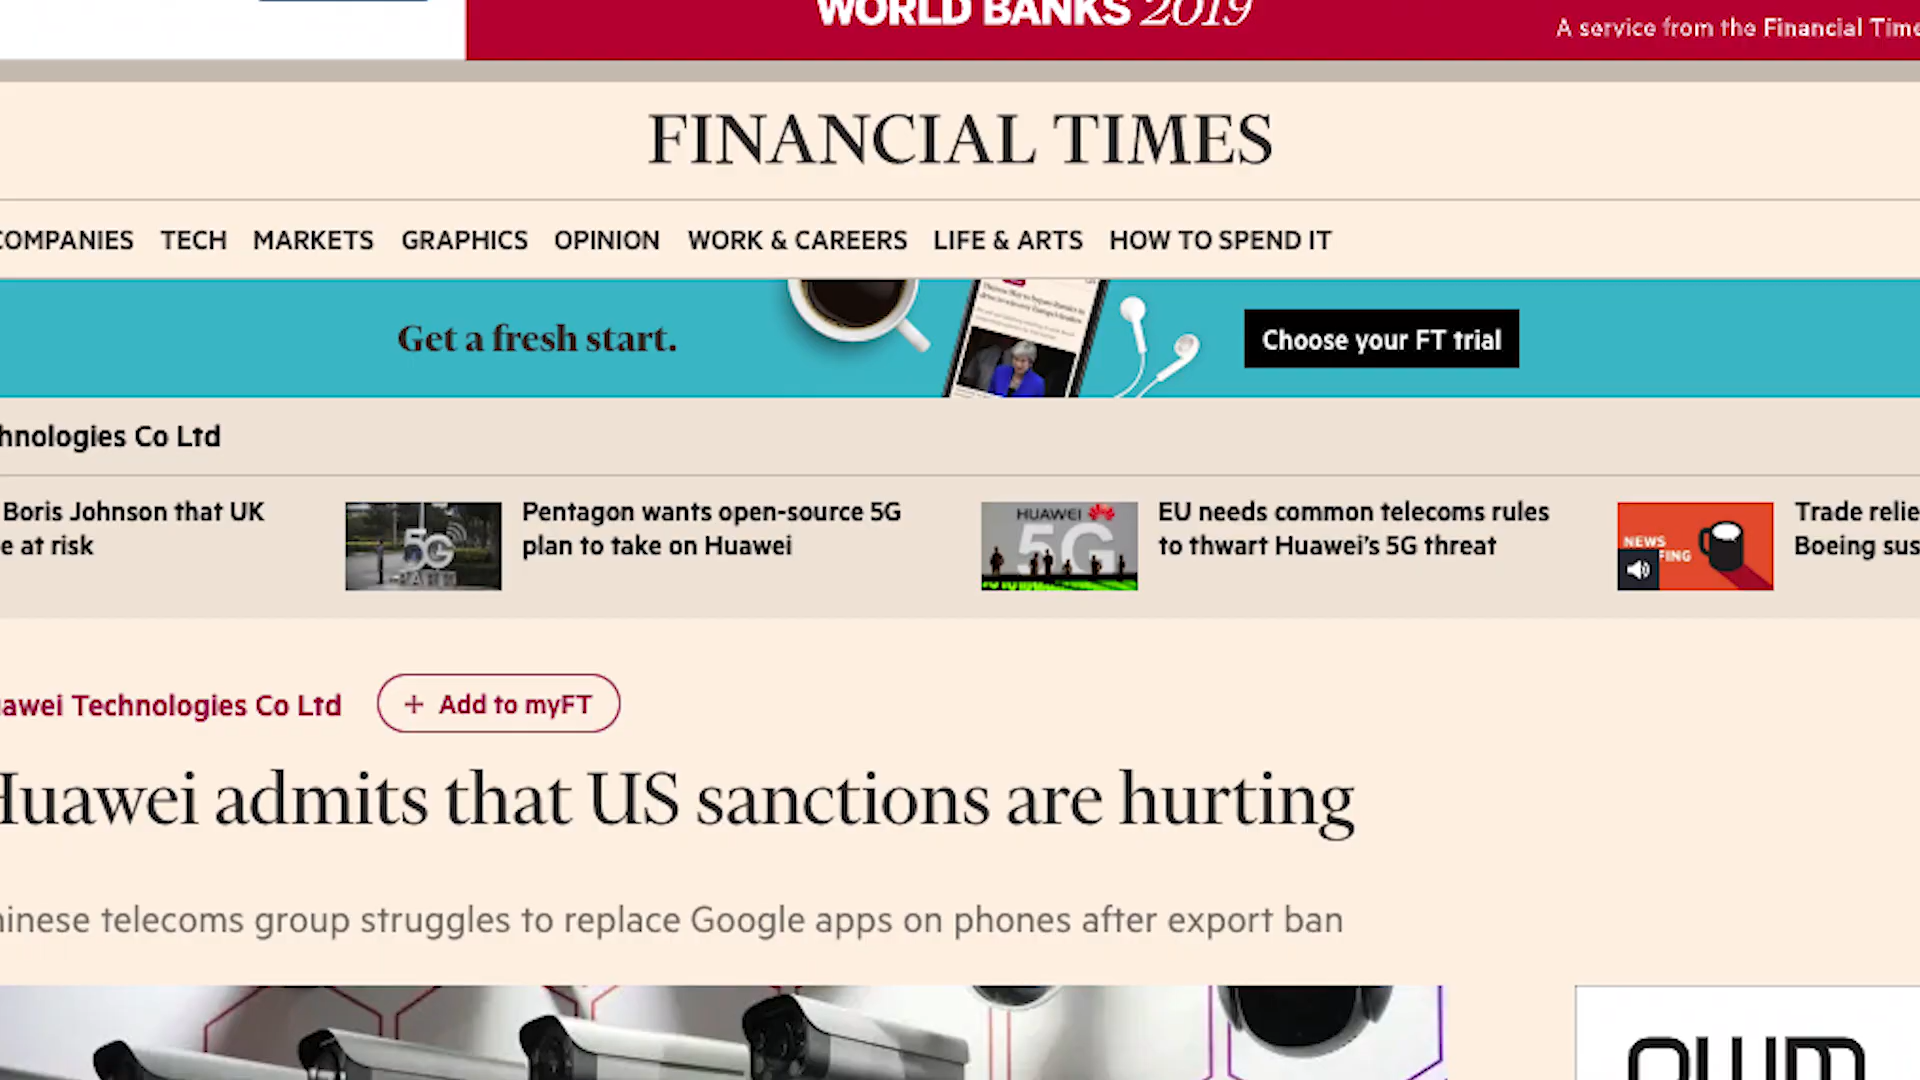 WORLD BANKS 2019
A service from the Financial Time
FINANCIAL TIMES
COMPANIES TECH MARKETS GRAPHICS OPINION WORK & CAREERS LIFE & ARTS HOW TO SPEND IT
Get a fresh start.
Choose your FT trial
hnologies Co Ltd
Boris Johnson that UK
e at risk
5G
Pentagon wants open-source 5G
plan to take on Huawei
HUAWEI
5G
EU needs common telecoms rules
to thwart Huawei's 5G threat
NEWS
FING
Trade relie
Boeing sus
awei Technologies Co Ltd
+ Add to myFT
Huawei admits that US sanctions are hurting
inese telecoms group struggles to replace Google apps on phones after export ban